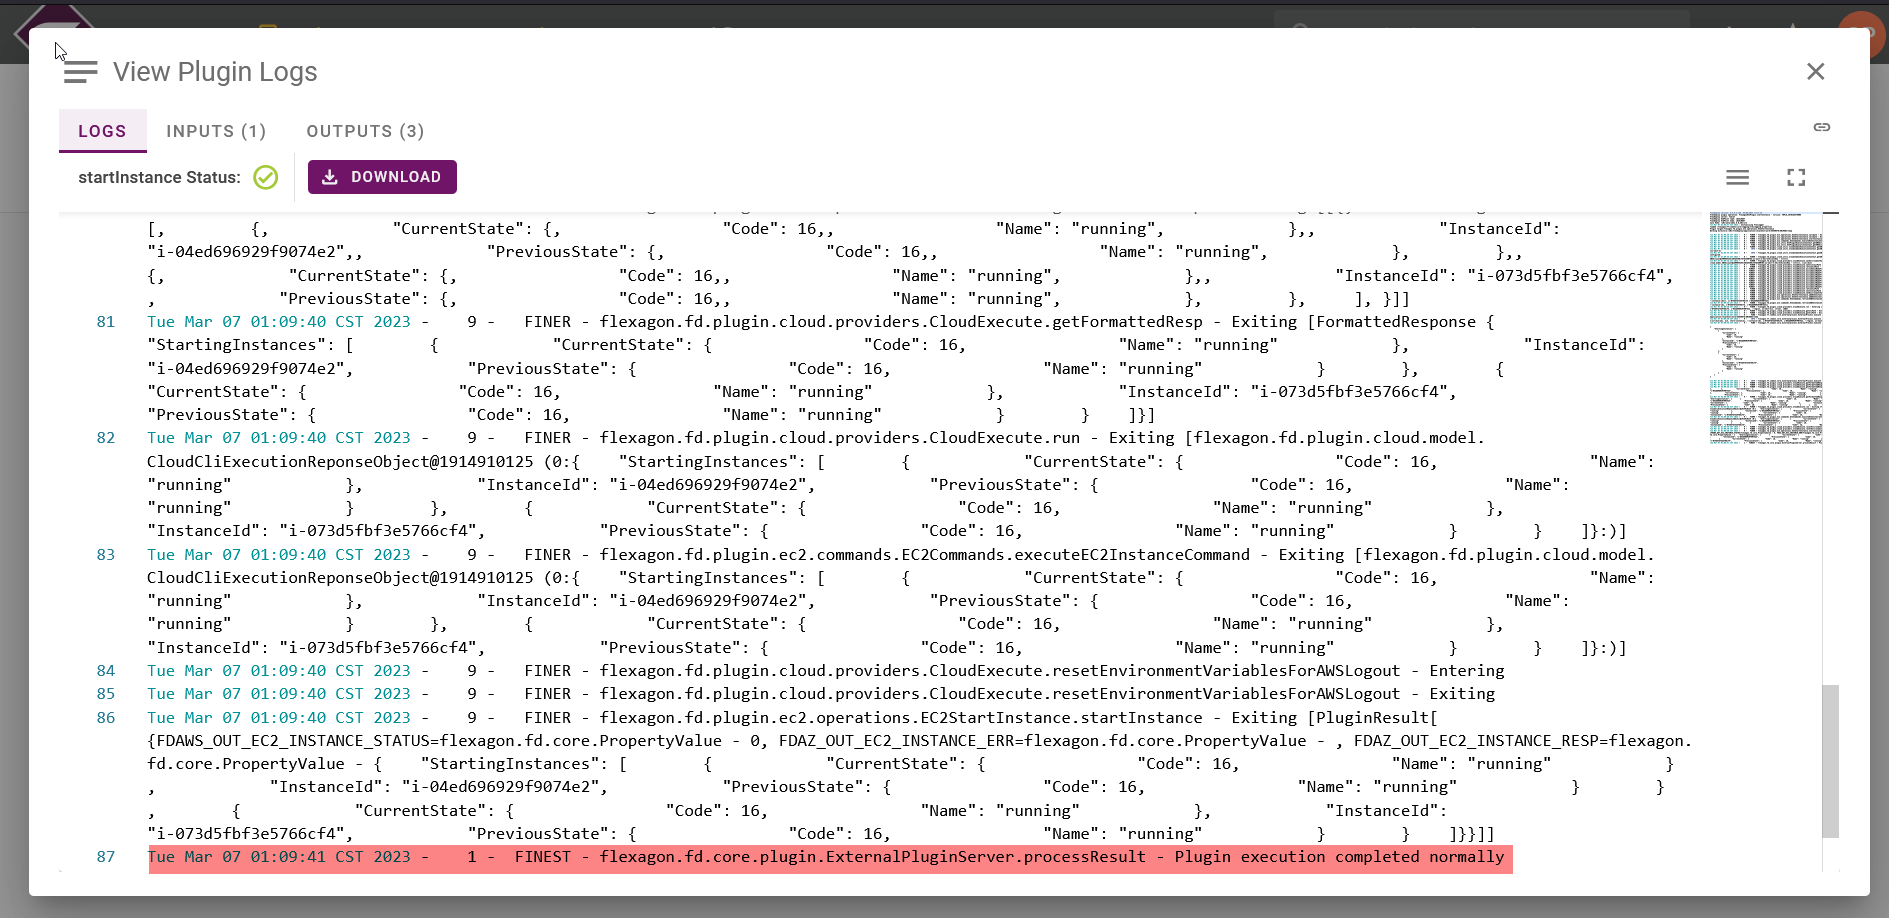 View Plugin Logs
LOGS INPUTS (1) OUTPUTS (3)
startInstance Status: DOWNLOAD
[, {, "CurrentState": {, "Code": 16,, "Name": "running", },, "InstanceId":
"i-04ed696929f9074e2",, "PreviousState": {, "Code": 16,, "Name": "running", }, },,
{, "CurrentState": {, "Code": 16,, "Name": "running", },, "InstanceId": "i-073d5fbf3e5766cf4",
, "PreviousState": {, "Code": 16,, "Name": "running", }, }, ], }]]
81 Tue Mar 07 01:09:40 CST 2023 - 9 - FINER - flexagon.fd.plugin.cloud.providers.CloudExecute.getFormattedResp - Exiting [FormattedResponse {
"StartingInstances": [ { "CurrentState": { "Code": 16, "Name": "running" }, "InstanceId":
"i-04ed696929f9074e2", "PreviousState": { "Code": 16, "Name": "running" } }, {
"CurrentState": { "Code": 16, "Name": "running" }, "InstanceId": "i-073d5fbf3e5766cf4",
"PreviousState": { "Code": 16, "Name": "running" } } ]}]
82 Tue Mar 07 01:09:40 CST 2023 - 9 - FINER - flexagon.fd.plugin.cloud.providers.CloudExecute.run - Exiting [flexagon.fd.plugin.cloud.model.
CloudCliExecutionReponseObject@1914910125 (0:{ "StartingInstances": [ { "CurrentState": { "Code": 16, "Name":
"running" }, "InstanceId": "i-04ed696929f9074e2", "PreviousState": { "Code": 16, "Name":
"running" } }, { "CurrentState": { "Code": 16, "Name": "running" },
"InstanceId": "i-073d5fbf3e5766cf4", "PreviousState": { "Code": 16, "Name": "running" } } ]}:)]
83 Tue Mar 07 01:09:40 CST 2023 - 9 - FINER - flexagon.fd.plugin.ec2.commands.EC2Commands.executeEC2InstanceCommand - Exiting [flexagon.fd.plugin.cloud.model.
CloudCliExecutionReponseObject@1914910125 (0:{ "StartingInstances": [ { "CurrentState": { "Code": 16, "Name":
"running" }, "InstanceId": "i-04ed696929f9074e2", "PreviousState": { "Code": 16, "Name":
"running" } }, { "CurrentState": { "Code": 16, "Name": "running" },
"InstanceId": "i-073d5fbf3e5766cf4", "PreviousState": { "Code": 16, "Name": "running" } } ]}:)]
84 Tue Mar 07 01:09:40 CST 2023 - 9 - FINER - flexagon.fd.plugin.cloud.providers.CloudExecute.resetEnvironmentVariablesForAWSLogout - Entering
85 Tue Mar 07 01:09:40 CST 2023 - 9 - FINER - flexagon.fd.plugin.cloud.providers.CloudExecute.resetEnvironmentVariablesForAWSLogout - Exiting
86 Tue Mar 07 01:09:40 CST 2023 - 9 - FINER - flexagon.fd.plugin.ec2.operations.EC2StartInstance.startInstance - Exiting [PluginResult[
{FDAWS_OUT_EC2_INSTANCE_STATUS=flexagon.fd.core.PropertyValue - 0, FDAZ_OUT_EC2_INSTANCE_ERR=flexagon.fd.core.PropertyValue - , FDAZ_OUT_EC2_INSTANCE_RESP=flexagon.
fd.core.PropertyValue - { "StartingInstances": [ { "CurrentState": { "Code": 16, "Name": "running" }
, "InstanceId": "i-04ed696929f9074e2", "PreviousState": { "Code": 16, "Name": "running" } }
, { "CurrentState": { "Code": 16, "Name": "running" }, "InstanceId":
"i-073d5fbf3e5766cf4", "PreviousState": { "Code": 16, "Name": "running" } } ]}}]]
87 Tue Mar 07 01:09:41 CST 2023 - 1 - FINEST - flexagon.fd.core.plugin.ExternalPluginServer.processResult - Plugin execution completed normally